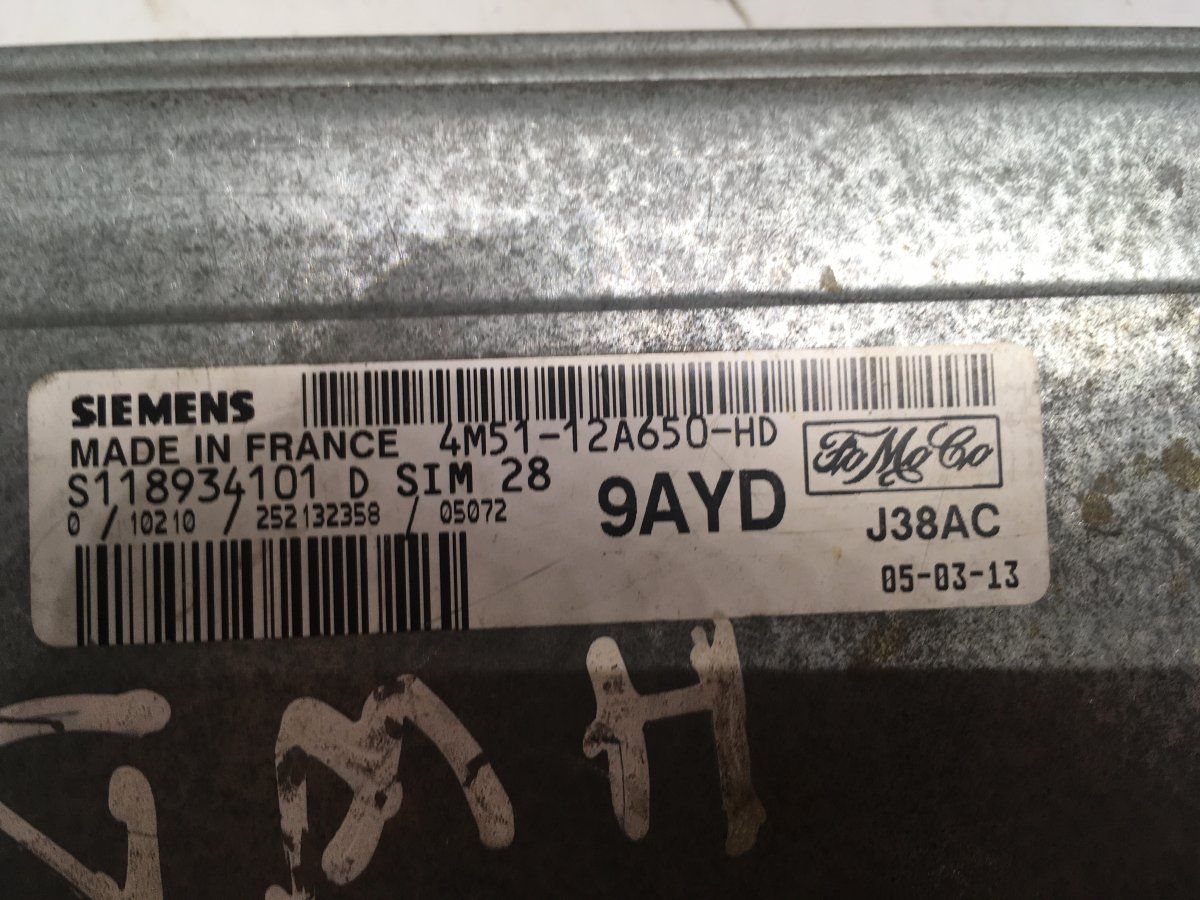 SIEMENS
MADE IN FRANCE 4M51-12A650-HD
FoMoCo
S118934101 D SIM 28
9AYD
0 / 10210 / 252132358 / 05072
J38AC
05-03-13
H